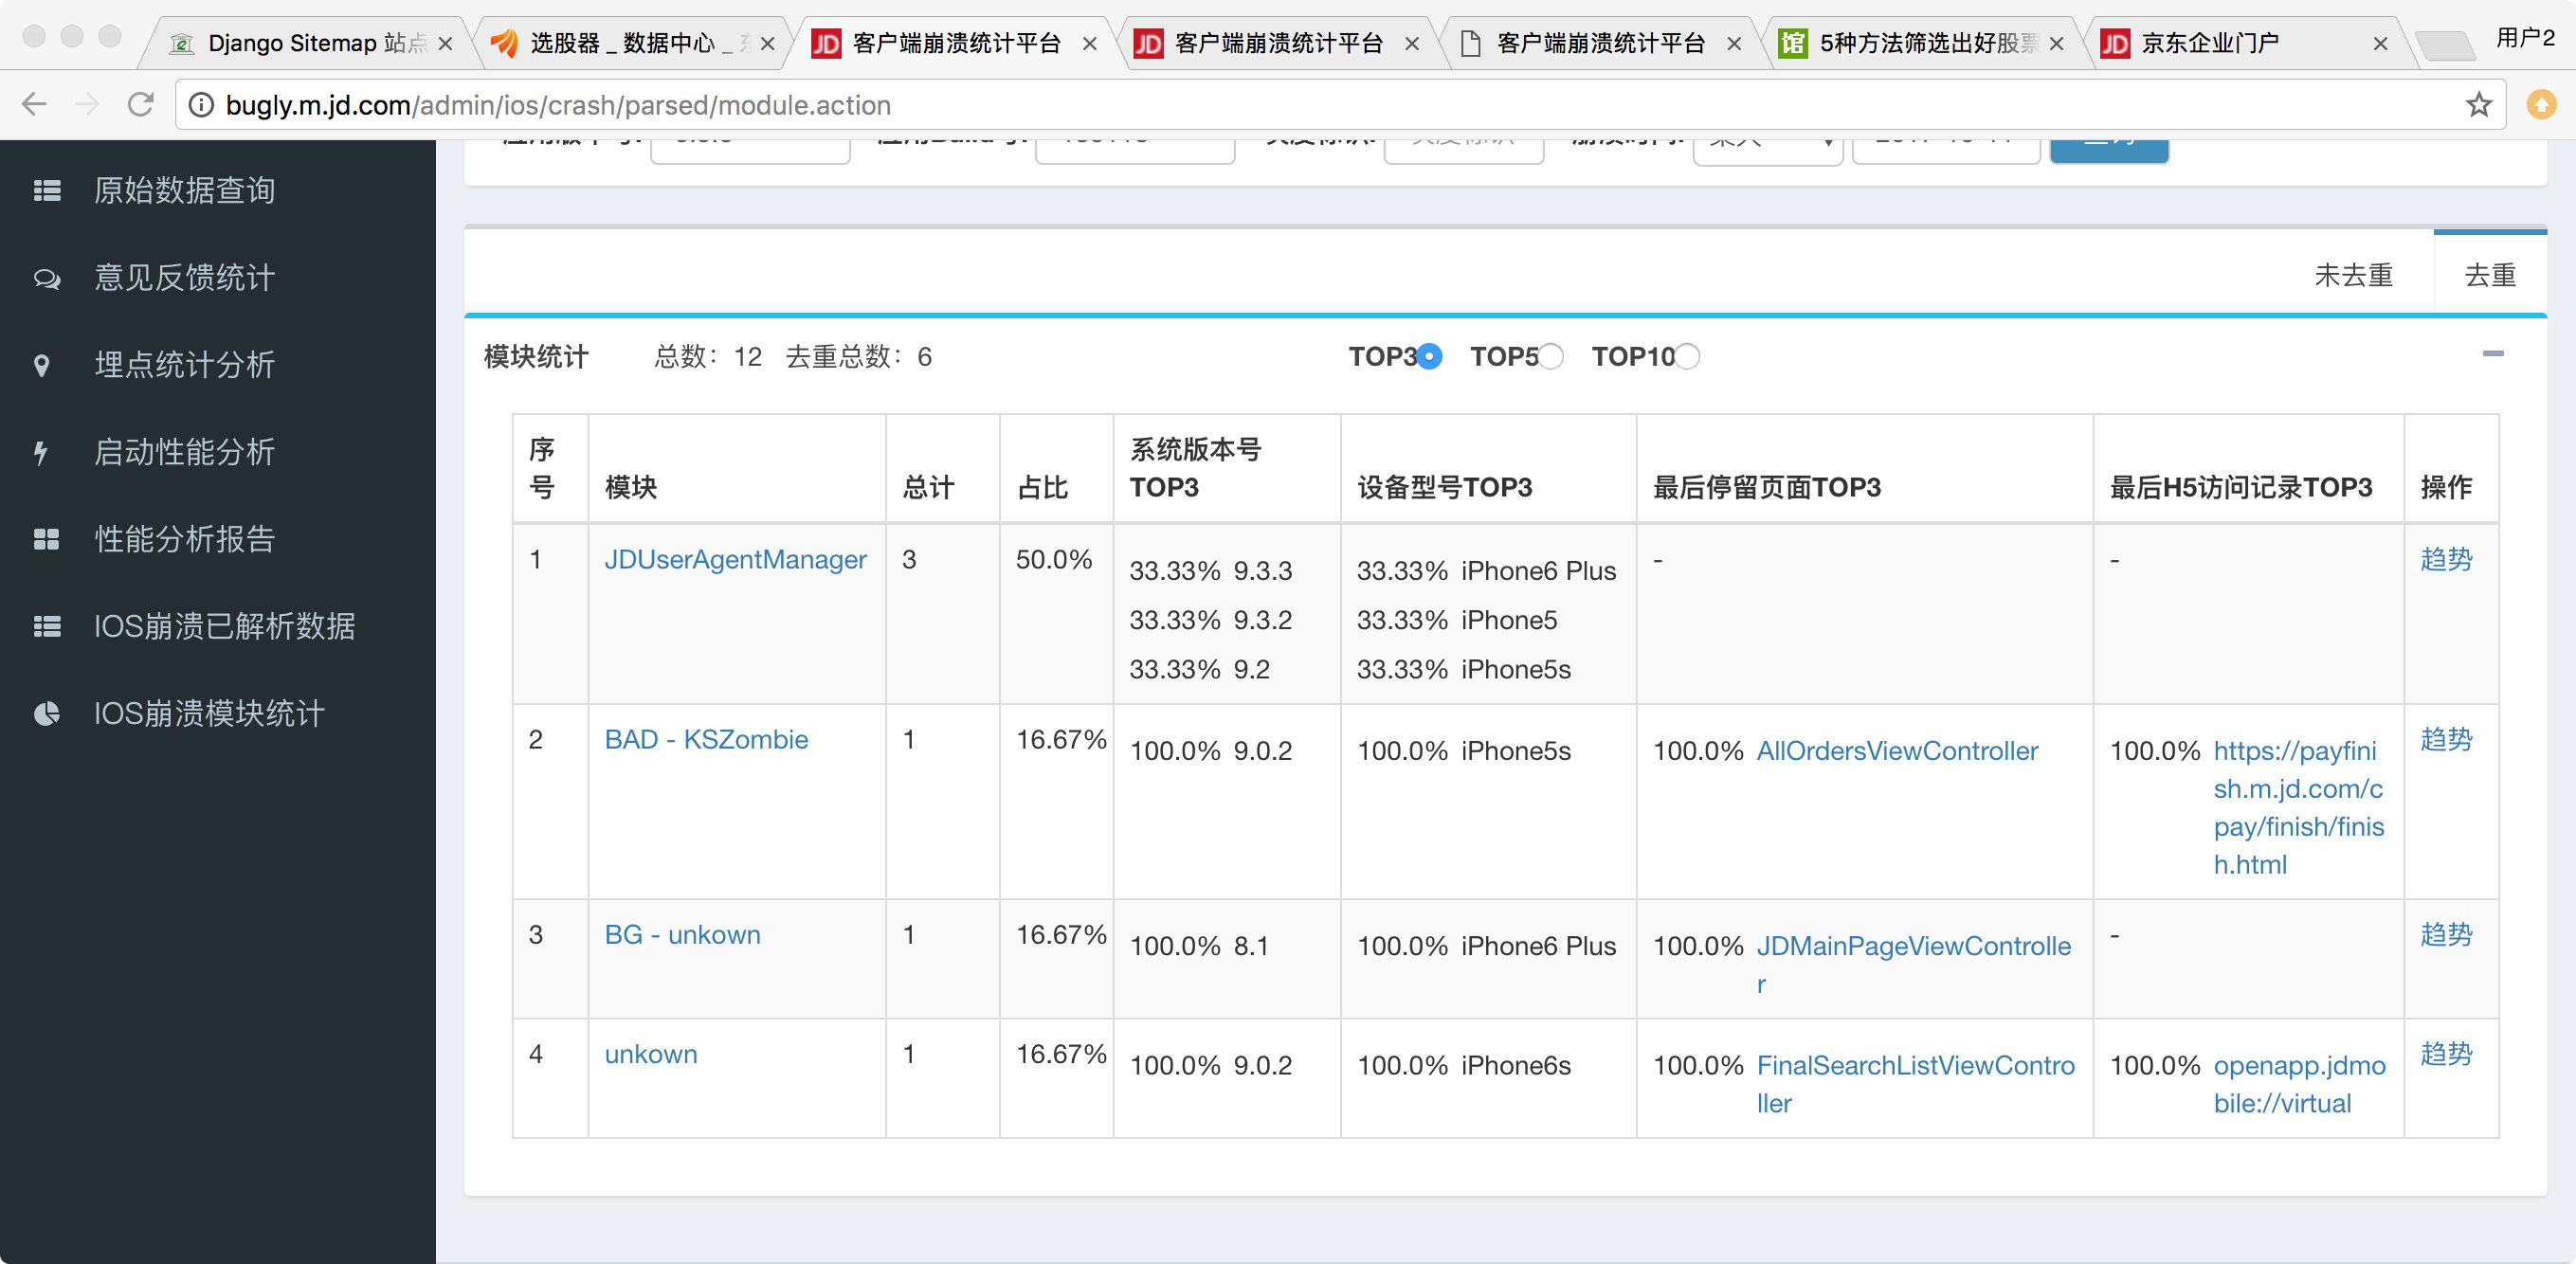 Django Sitemap 站点
选股器 _ 数据中心 _
客户端崩溃统计平台
客户端崩溃统计平台
客户端崩溃统计平台
5种方法筛选出好股票
京东企业门户
用户2
bugly.m.jd.com/admin/ios/crash/parsed/module.action
原始数据查询
意见反馈统计
埋点统计分析
启动性能分析
性能分析报告
IOS崩溃已解析数据
IOS崩溃模块统计
未去重 去重
模块统计 总数：12 去重总数：6 TOP3 TOP5 TOP10
序号 模块 总计 占比 系统版本号TOP3 设备型号TOP3 最后停留页面TOP3 最后H5访问记录TOP3 操作
1 JDUserAgentManager 3 50.0% 33.33% 9.3.3 33.33% iPhone6 Plus - - 趋势
33.33% 9.3.2 33.33% iPhone5
33.33% 9.2 33.33% iPhone5s
2 BAD - KSZombie 1 16.67% 100.0% 9.0.2 100.0% iPhone5s 100.0% AllOrdersViewController 100.0% https://payfini 趋势
sh.m.jd.com/c
pay/finish/finis
h.html
3 BG - unkown 1 16.67% 100.0% 8.1 100.0% iPhone6 Plus 100.0% JDMainPageViewControlle - 趋势
r
4 unkown 1 16.67% 100.0% 9.0.2 100.0% iPhone6s 100.0% FinalSearchListViewContro 100.0% openapp.jdmo 趋势
ller bile://virtual